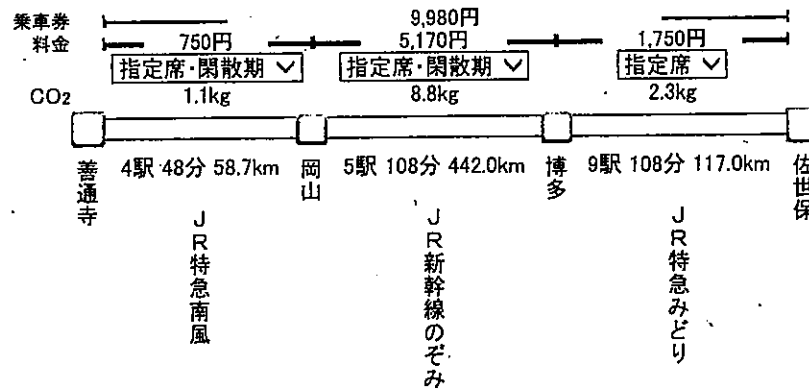 乗車券 9,980円
料金 750円 5,170円 1,750円
指定席・閑散期 指定席・閑散期 指定席
CO2 1.1kg 8.8kg 2.3kg
善通寺 4駅 48分 58.7km 岡山 5駅 108分 442.0km 博多 9駅 108分 117.0km 佐世保
JR特急南風 JR新幹線のぞみ JR特急みどり